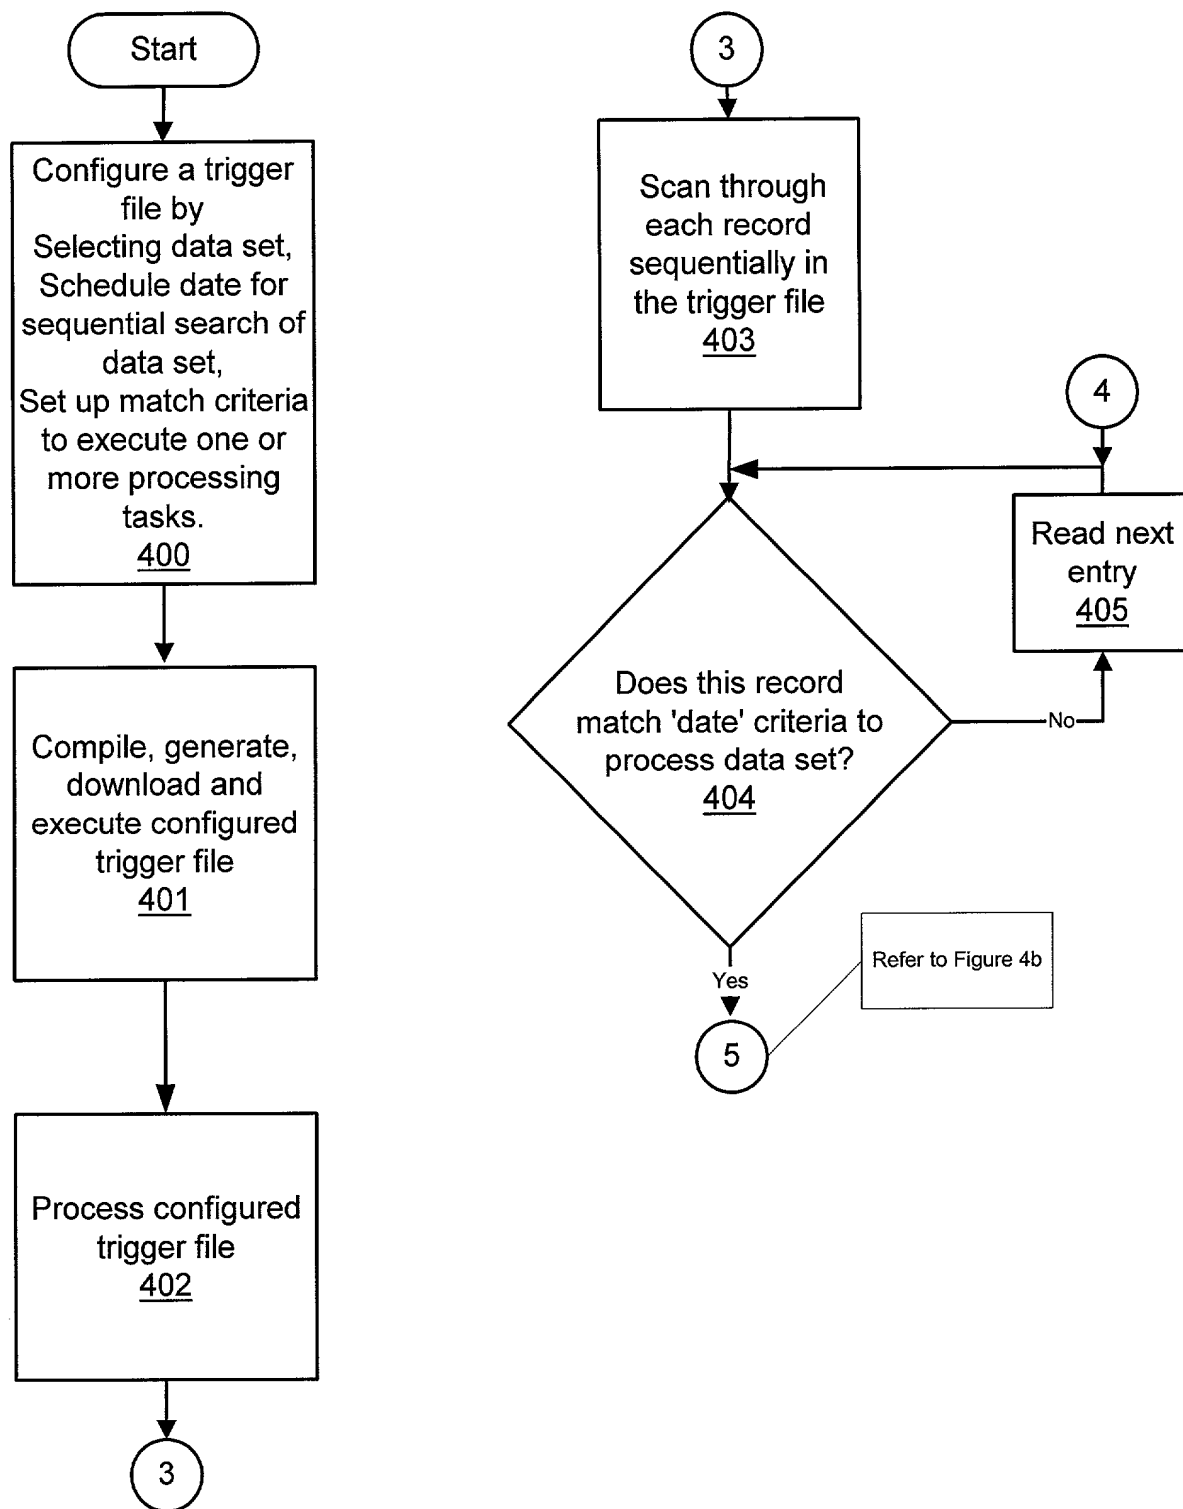 Start
Configure a trigger
file by
Selecting data set,
Schedule date for
sequential search of
data set,
Set up match criteria
to execute one or
more processing
tasks.
400
Compile, generate,
download and
execute configured
trigger file
401
Process configured
trigger file
402
3
3
Scan through
each record
sequentially in
the trigger file
403
4
Read next
entry
405
Does this record
match 'date' criteria to
process data set?
404
No
Yes
Refer to Figure 4b
5